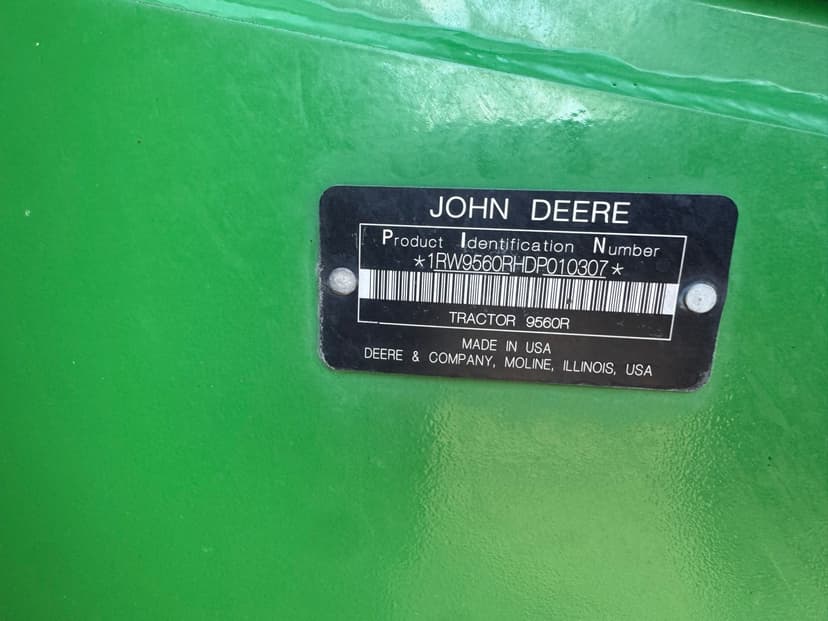 JOHN DEERE
Product Identification Number
*1RW9560RHDP010307*
TRACTOR 9560R
MADE IN USA
DEERE & COMPANY, MOLINE, ILLINOIS, USA